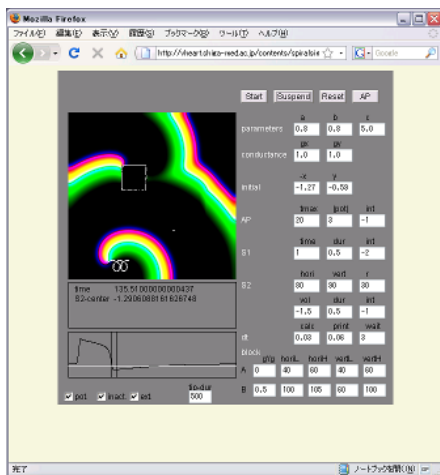 Mozilla Firefox
ファイル(F) 編集(E) 表示(V) 履歴(S) ブックマーク(B) ツール(T) ヘルプ(H)
Google
Start Suspend Reset AP
a b c
parameters 0.8 0.8 5.0
gx gy
conductance 1.0 1.0
-z y
initial -1.27 -0.59
tmax int
AP 20 3 -1
time dur int
S1 1 0.5 -2
hori vert r
S2 80 90 30
vol dur int
-1.5 0.5 -1
calc print wait
dt 0.03 0.06 3
block
g/g horiL horiH vertL vertH
A 0 40 60 40 60
B 0.5 100 105 60 100
time 135.51000000000437
S2-center
pot. inact. ext 500
完了